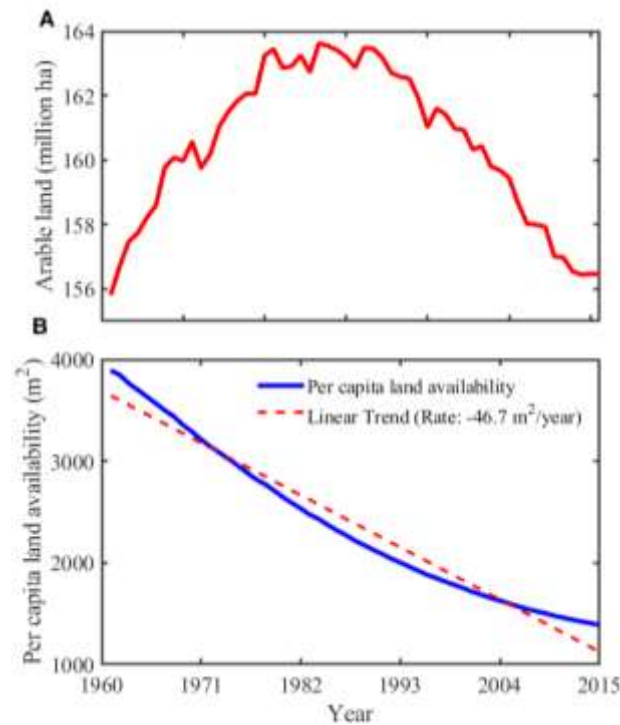 A
164
162
160
158
156
Arable land (million ha)
B
4000
3000
2000
1000
Per capita land availability (m²)
Per capita land availability
Linear Trend (Rate: -46.7 m²/year)
1960 1971 1982 1993 2004 2015
Year